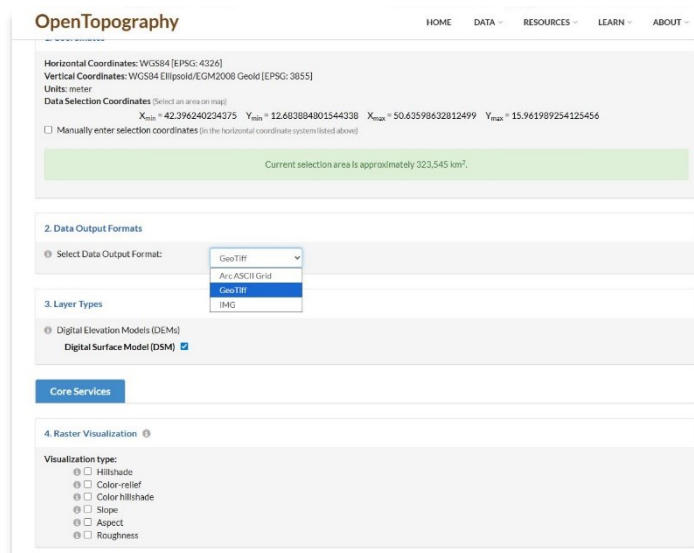 OpenTopography
HOME DATA RESOURCES LEARN ABOUT
1. Coordinates
Horizontal Coordinates: WGS84 [EPSG: 4326]
Vertical Coordinates: WGS84 Ellipsoid/EGM2008 Geoid [EPSG: 3855]
Units: meter
Data Selection Coordinates (Select an area on map)
Xmin = 42.396240234375 Ymin = 12.683884801544338 Xmax = 50.63598632812499 Ymax = 15.961989254125456
Manually enter selection coordinates (in the horizontal coordinate system listed above)
Current selection area is approximately 323,545 km².
2. Data Output Formats
Select Data Output Format: GeoTiff
Arc ASCII Grid
GeoTiff
IMG
3. Layer Types
Digital Elevation Models (DEMs)
Digital Surface Model (DSM)
Core Services
4. Raster Visualization
Visualization type:
Hillshade
Color-relief
Color hillshade
Slope
Aspect
Roughness